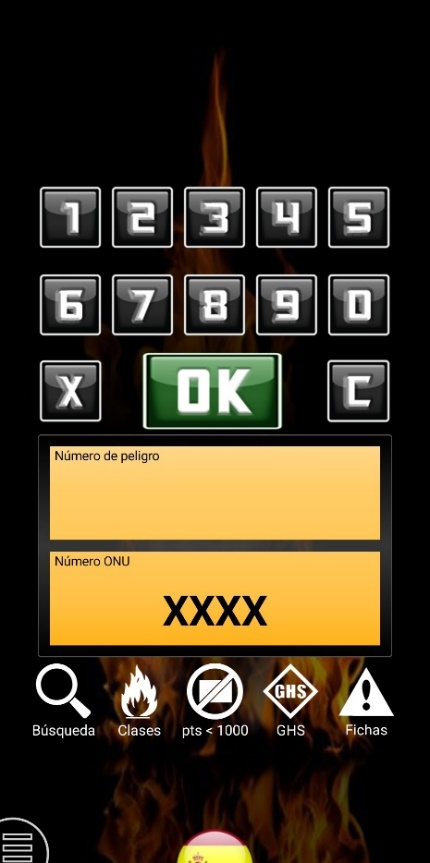 1 2 3 4 5
6 7 8 9 0
X OK C
Número de peligro
Número ONU
XXXX
GHS
Búsqueda Clases pts < 1000 GHS Fichas